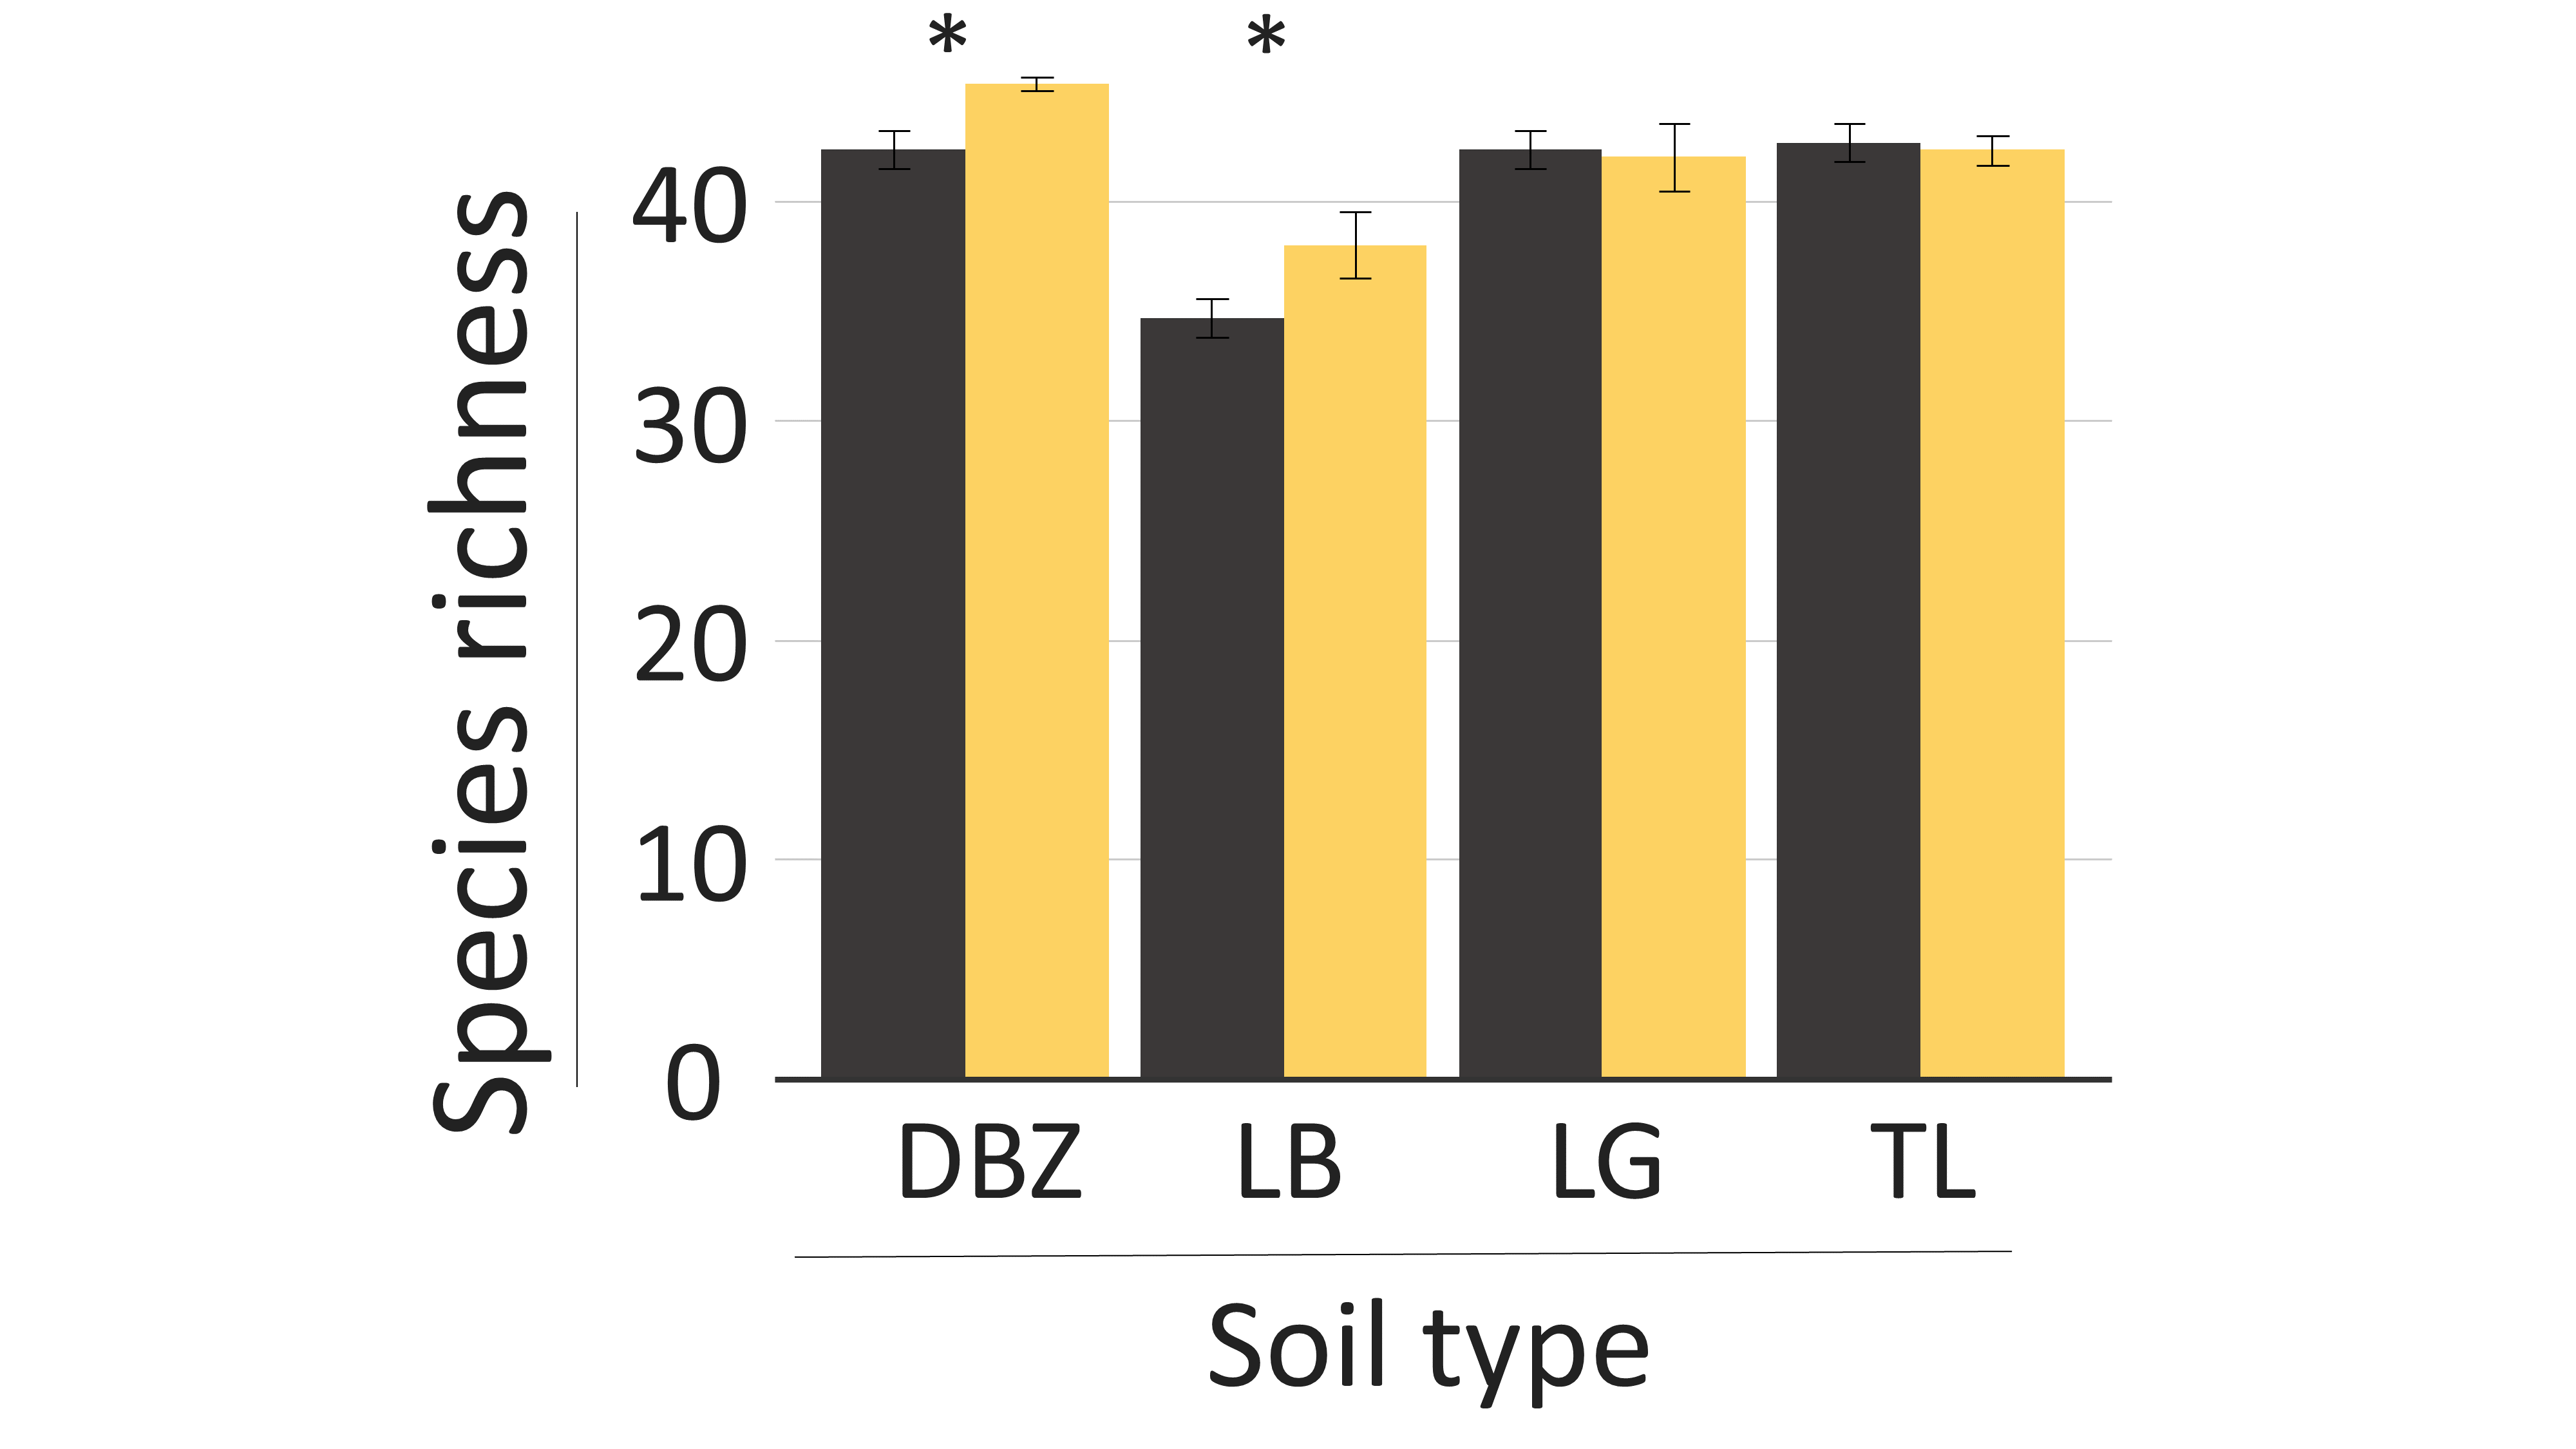 * *
Species richness
40
30
20
10
0
DBZ LB LG TL
Soil type